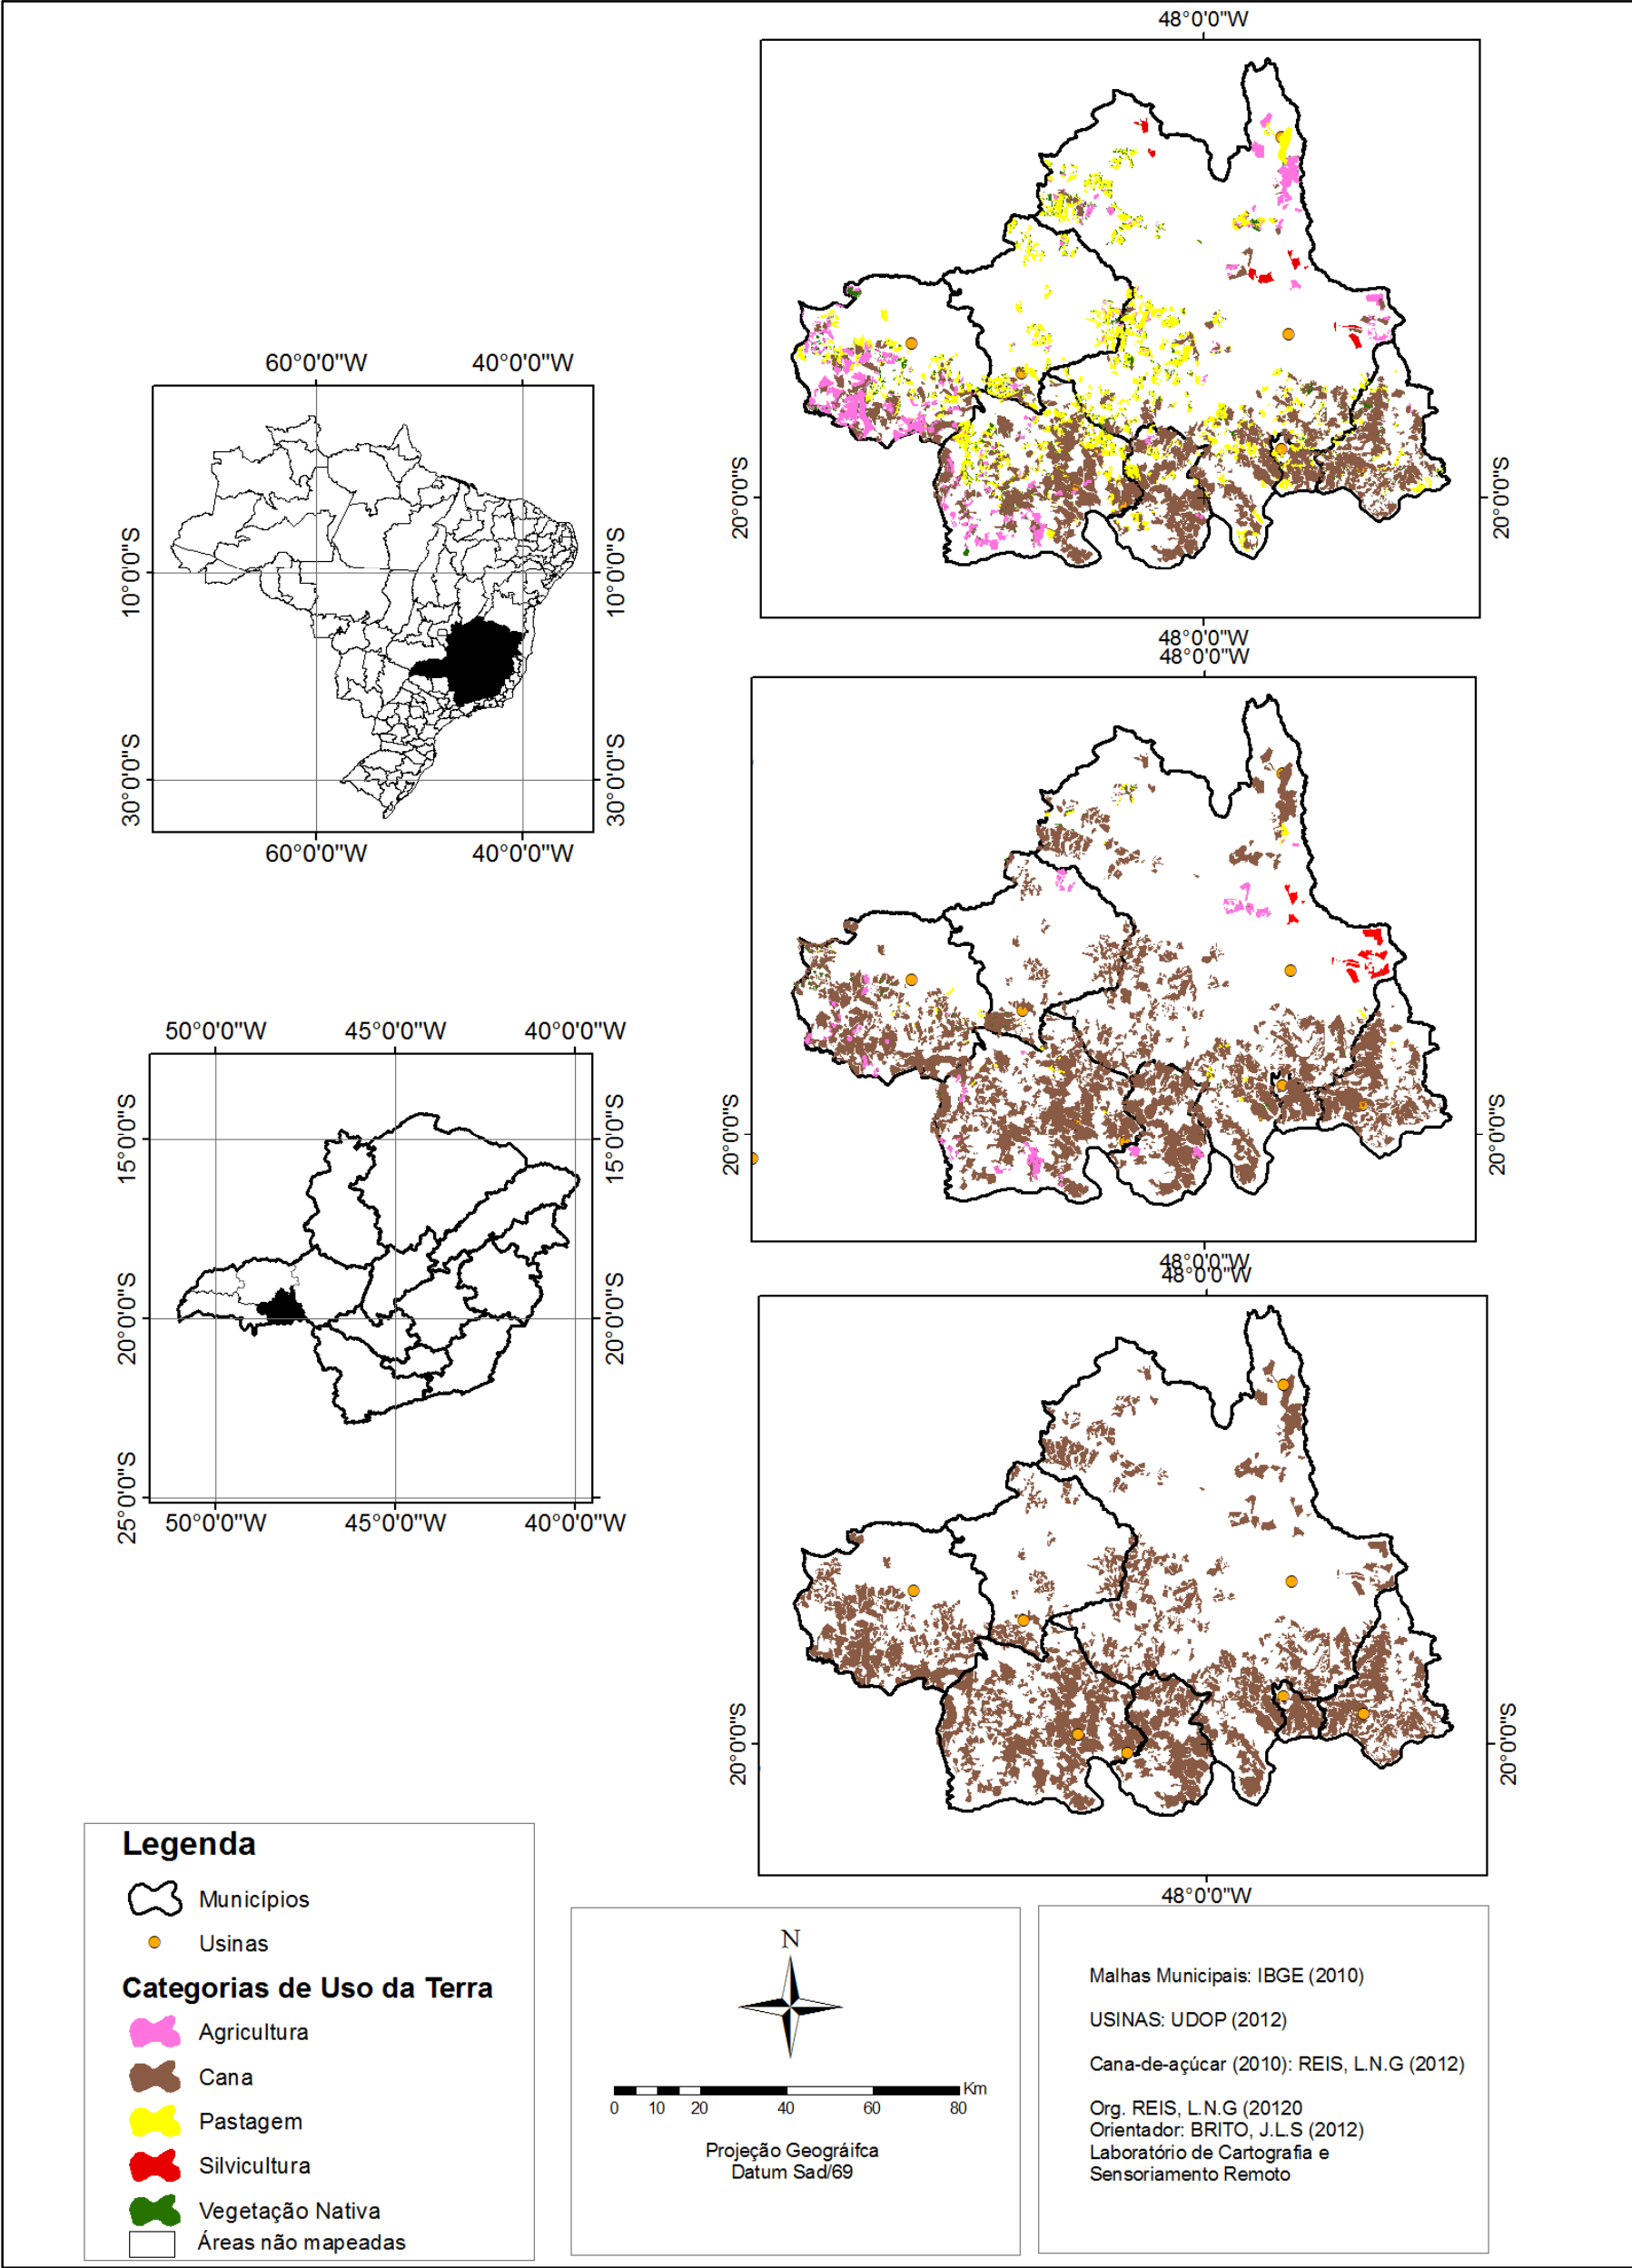 48°0'0"W
20°0'0"S
20°0'0"S
48°0'0"W
60°0'0"W 40°0'0"W
10°0'0"S
10°0'0"S
30°0'0"S
30°0'0"S
60°0'0"W 40°0'0"W
48°0'0"W
20°0'0"S
20°0'0"S
48°0'0"W
50°0'0"W 45°0'0"W 40°0'0"W
15°0'0"S
15°0'0"S
20°0'0"S
20°0'0"S
25°0'0"S
50°0'0"W 45°0'0"W 40°0'0"W
48°0'0"W
20°0'0"S
20°0'0"S
48°0'0"W
Legenda
Municípios
Usinas
Categorias de Uso da Terra
Agricultura
Cana
Pastagem
Silvicultura
Vegetação Nativa
Áreas não mapeadas
N
Km
0 10 20 40 60 80
Projeção Geográifca
Datum Sad/69
Malhas Municipais: IBGE (2010)
USINAS: UDOP (2012)
Cana-de-açúcar (2010): REIS, L.N.G (2012)
Org. REIS, L.N.G (20120
Orientador: BRITO, J.L.S (2012)
Laboratório de Cartografia e
Sensoriamento Remoto